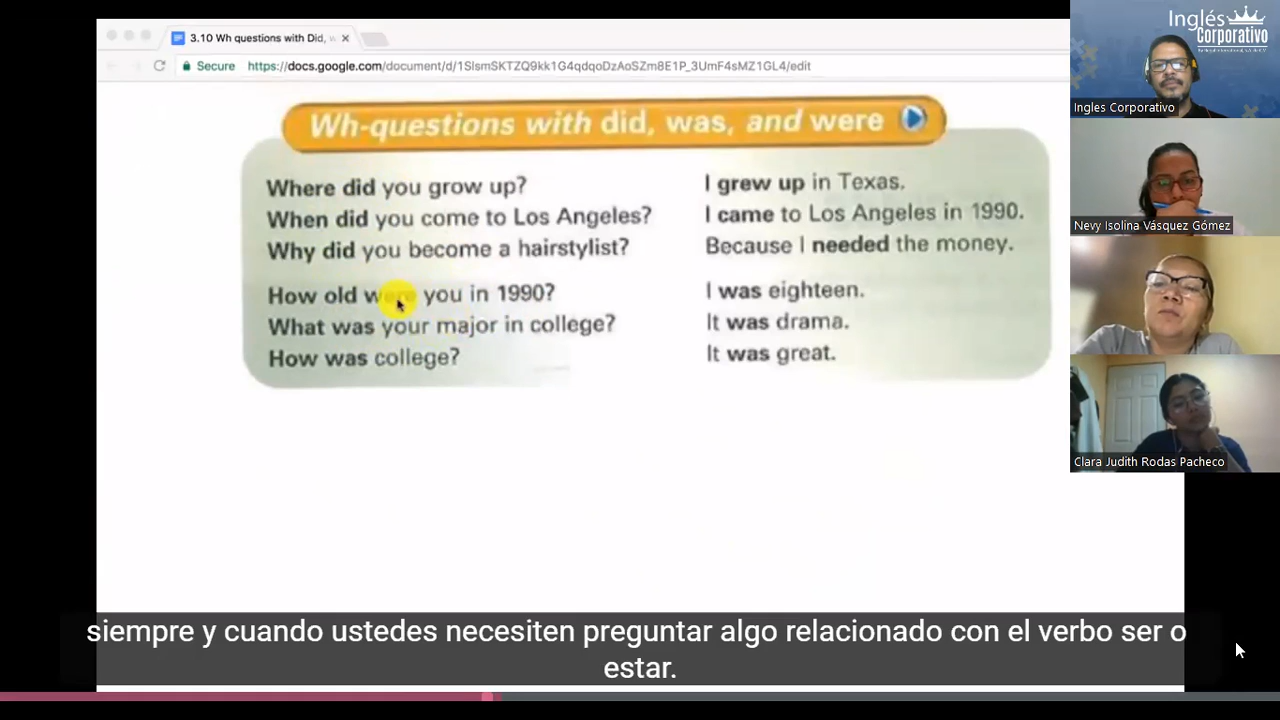 3.10 Wh questions with Did, w
Secure
https://docs.google.com/document/d/1SlsmSKTZQ9kk1G4qdqoDzAoSZm8E1P_3UmF4sMZ1GL4/edit
Wh-questions with did, was, and were
Where did you grow up?
I grew up in Texas.
When did you come to Los Angeles?
I came to Los Angeles in 1990.
Why did you become a hairstylist?
Because I needed the money.
How old were you in 1990?
I was eighteen.
What was your major in college?
It was drama.
How was college?
It was great.
Inglés
Corporativo
Ingles Corporativo
Nevy Isolina Vásquez Gómez
Clara Judith Rodas Pacheco
siempre y cuando ustedes necesiten preguntar algo relacionado con el verbo ser o
estar.